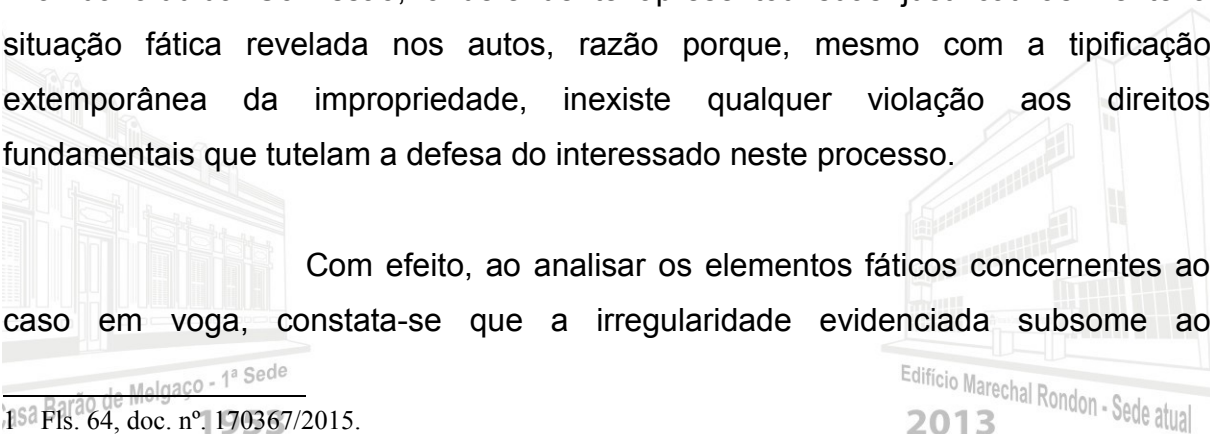 situação fática revelada nos autos, razão porque, mesmo com a tipificação
extemporânea da impropriedade, inexiste qualquer violação aos direitos
fundamentais que tutelam a defesa do interessado neste processo.
Com efeito, ao analisar os elementos fáticos concernentes ao
caso em voga, constata-se que a irregularidade evidenciada subsome ao
Barão de Melgaço - 1ª Sede
Edifício Marechal Rondon - Sede atual
1 Fls. 64, doc. nº. 170367/2015.
2013